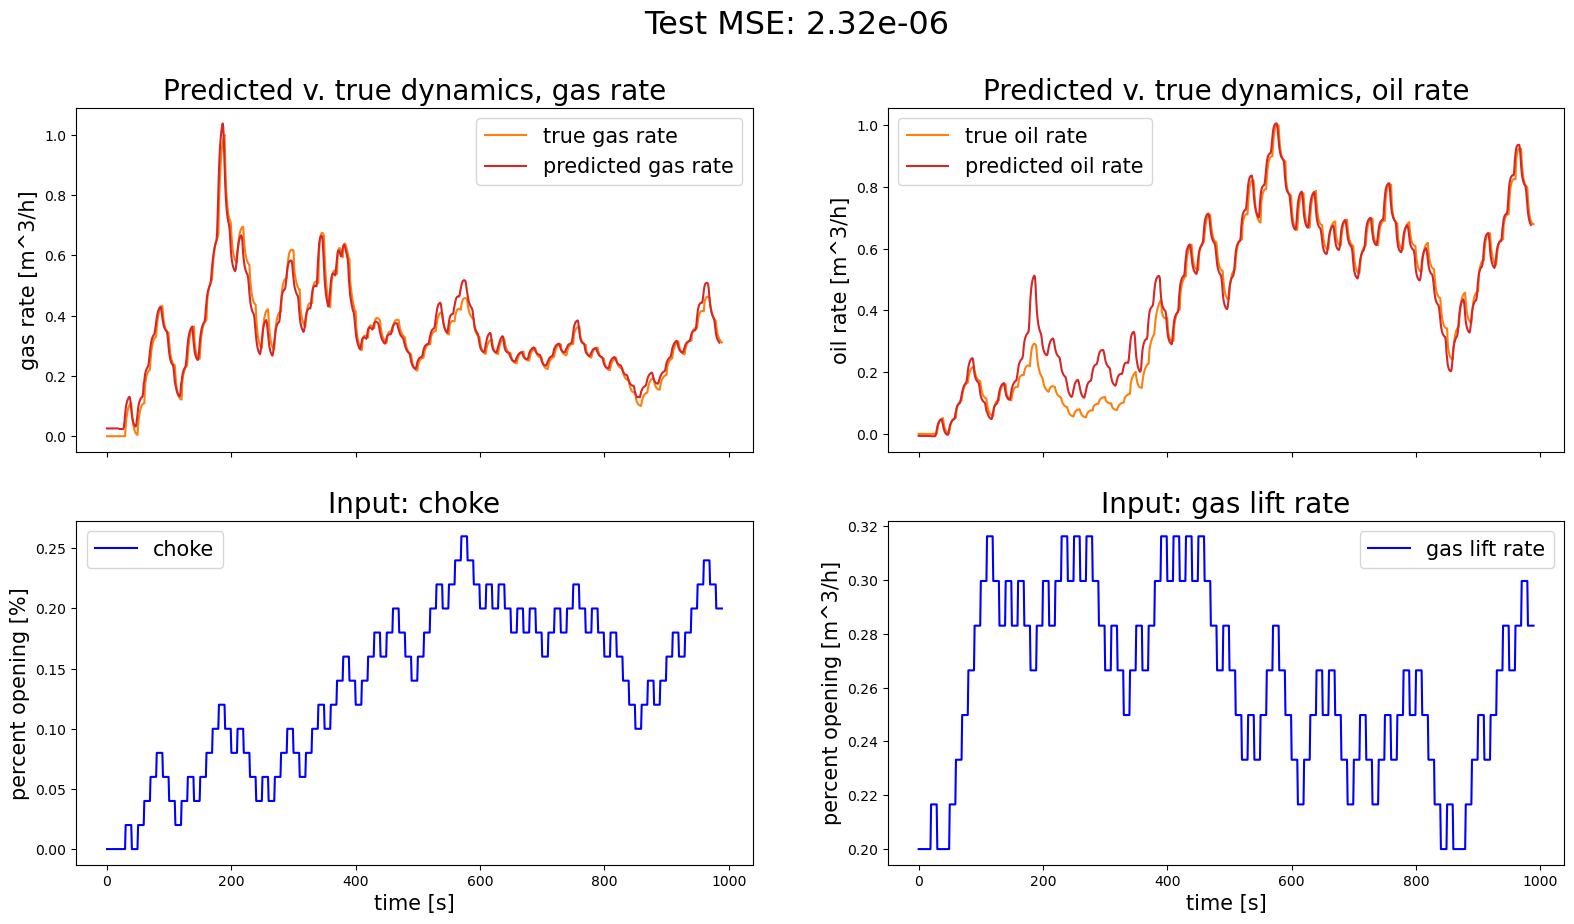 Test MSE: 2.32e-06
Predicted v. true dynamics, gas rate
gas rate [m^3/h]
1.0
0.8
0.6
0.4
0.2
0.0
true gas rate
predicted gas rate
Predicted v. true dynamics, oil rate
oil rate [m^3/h]
1.0
0.8
0.6
0.4
0.2
0.0
true oil rate
predicted oil rate
Input: choke
percent opening [%]
0.25
0.20
0.15
0.10
0.05
0.00
choke
0 200 400 600 800 1000
time [s]
Input: gas lift rate
percent opening [m^3/h]
0.32
0.30
0.28
0.26
0.24
0.22
0.20
gas lift rate
0 200 400 600 800 1000
time [s]